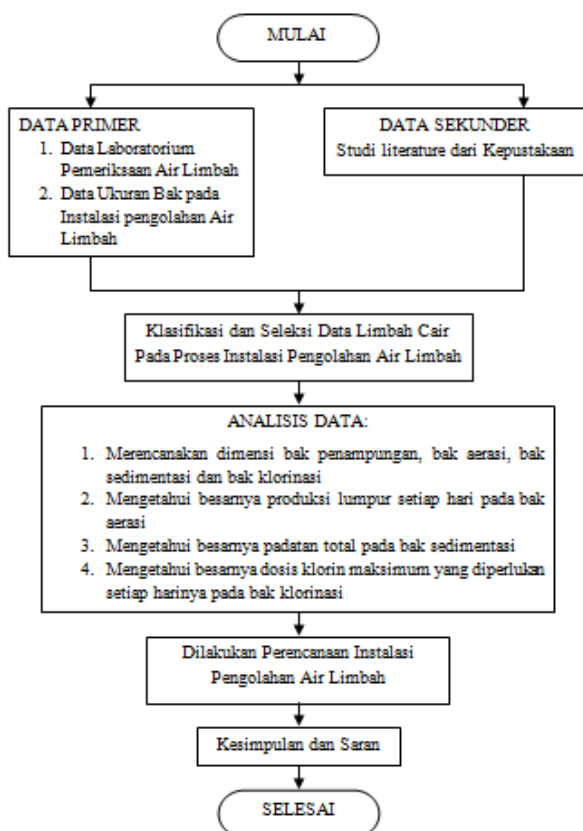 MULAI
DATA PRIMER
1. Data Laboratorium
Pemeriksaan Air Limbah
2. Data Ukuran Bak pada
Instalasi pengolahan Air
Limbah
DATA SEKUNDER
Studi literature dari Kepustakaan
Klasifikasi dan Seleksi Data Limbah Cair
Pada Proses Instalasi Pengolahan Air Limbah
ANALISIS DATA:
1. Merencanakan dimensi bak penampungan, bak aerasi, bak
sedimentasi dan bak klorinasi
2. Mengetahui besarnya produksi lumpur setiap hari pada bak
aerasi
3. Mengetahui besarnya padatan total pada bak sedimentasi
4. Mengetahui besarnya dosis klorin maksimum yang diperlukan
setiap harinya pada bak klorinasi
Dilakukan Perencanaan Instalasi
Pengolahan Air Limbah
Kesimpulan dan Saran
SELESAI